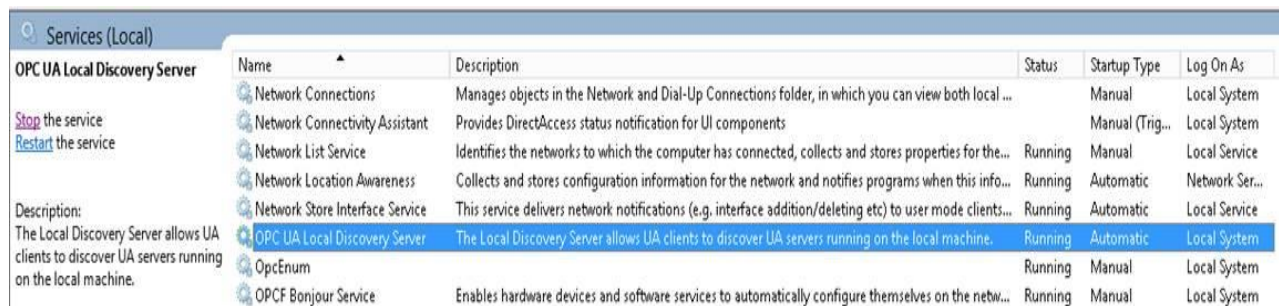 Services (Local)
OPC UA Local Discovery Server
Stop the service
Restart the service
Description:
The Local Discovery Server allows UA
clients to discover UA servers running
on the local machine.
Name Description Status Startup Type Log On As
Network Connections Manages objects in the Network and Dial-Up Connections folder, in which you can view both local ... Manual Local System
Network Connectivity Assistant Provides DirectAccess status notification for UI components Manual (Trig... Local System
Network List Service Identifies the networks to which the computer has connected, collects and stores properties for the... Running Manual Local Service
Network Location Awareness Collects and stores configuration information for the network and notifies programs when this info... Running Automatic Network Ser...
Network Store Interface Service This service delivers network notifications (e.g. interface addition/deleting etc) to user mode clients... Running Automatic Local Service
OPC UA Local Discovery Server The Local Discovery Server allows UA clients to discover UA servers running on the local machine. Running Automatic Local System
OpcEnum Running Manual Local System
OPCF Bonjour Service Enables hardware devices and software services to automatically configure themselves on the netw... Running Manual Local System